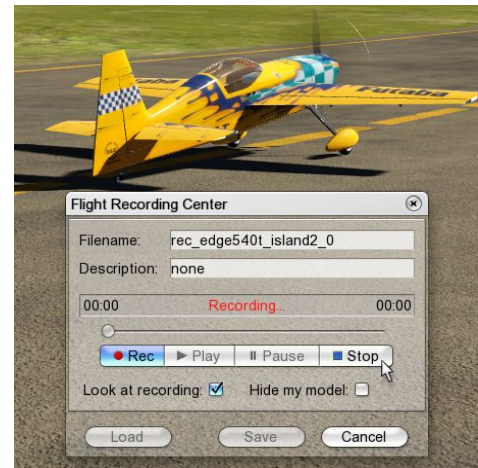 Futaba
Flight Recording Center
Filename: rec_edge540t_island2_0
Description: none
00:00 Recording... 00:00
Rec Play Pause Stop
Look at recording: Hide my model:
Load Save Cancel